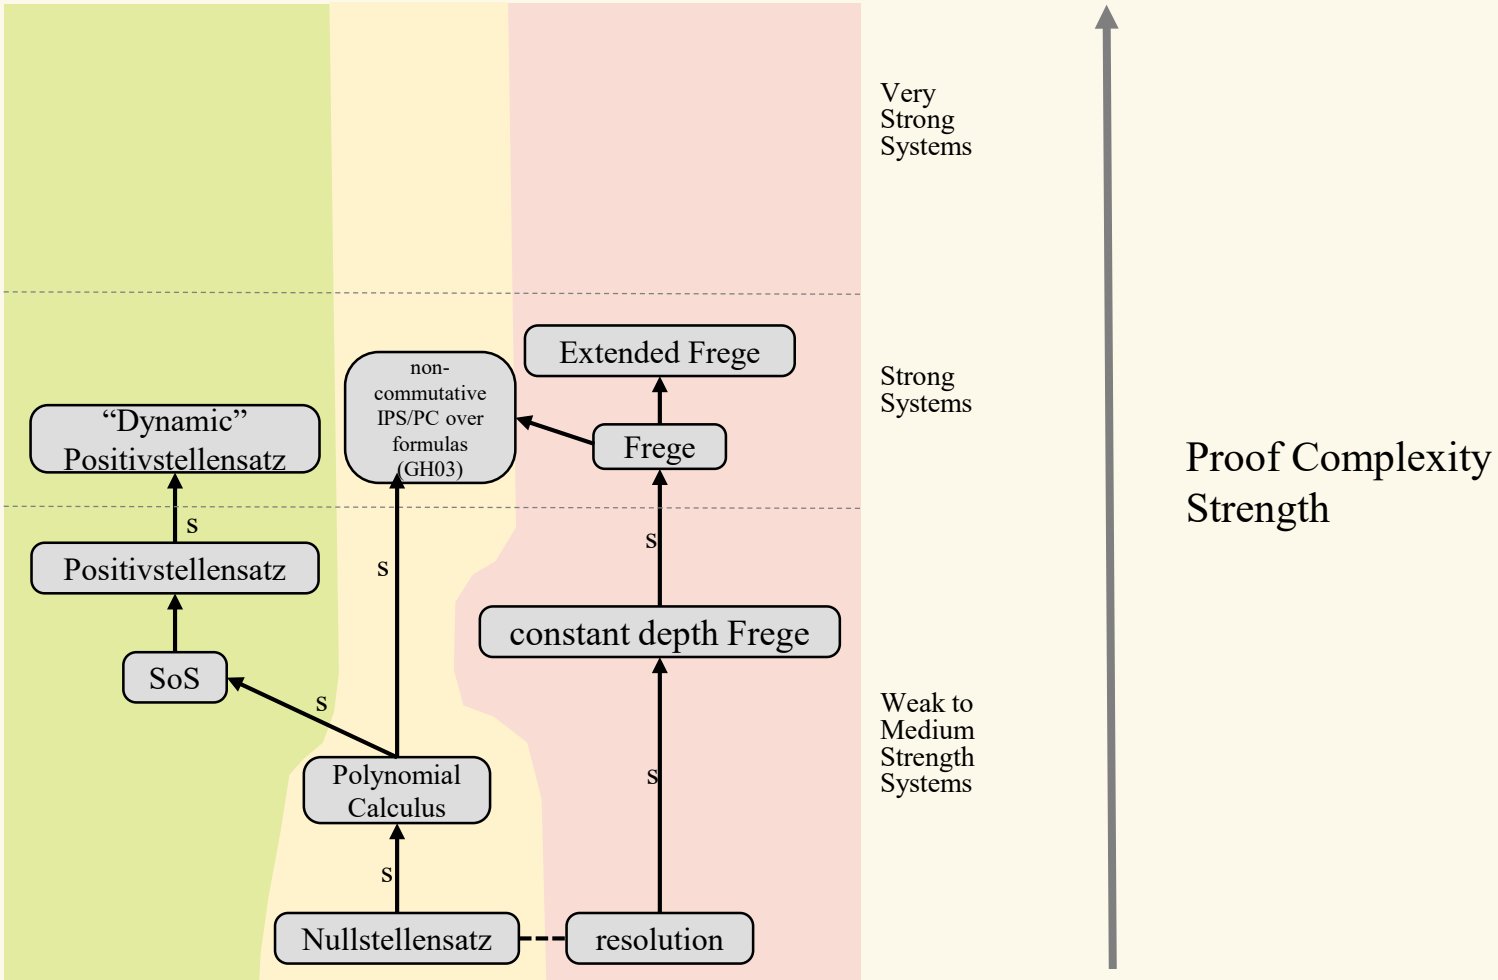 Very
Strong
Systems
Extended Frege
non-
commutative
IPS/PC over
formulas
(GH03)
Strong
Systems
“Dynamic”
Positivstellensatz
Frege
Proof Complexity
Strength
s
s
s
Positivstellensatz
constant depth Frege
SoS
s
Weak to
Medium
Strength
Systems
Polynomial
Calculus
s
s
Nullstellensatz
resolution